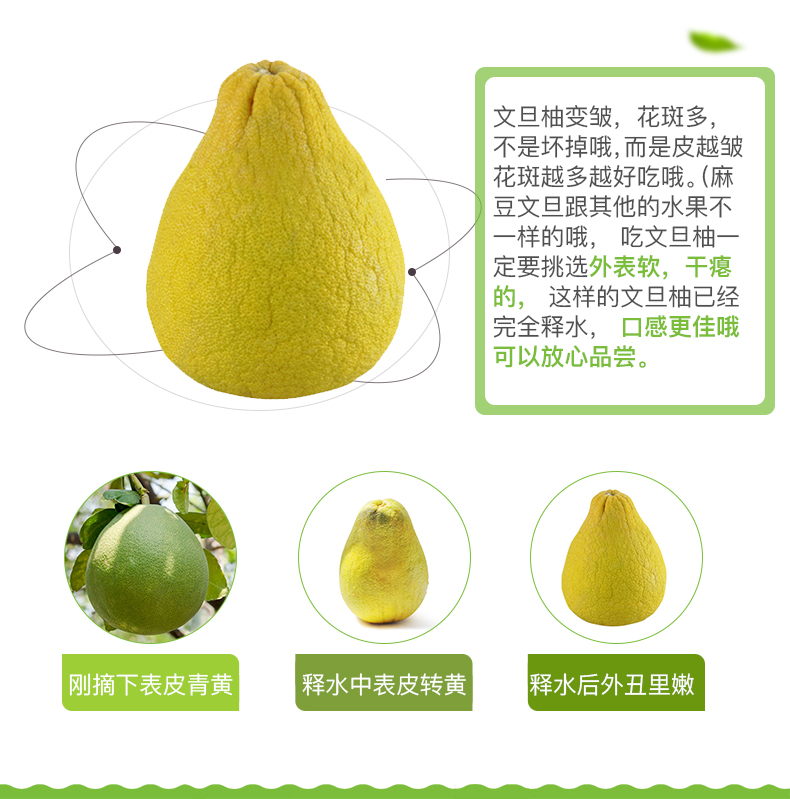 文旦柚变皱，花斑多，
不是坏掉哦,而是皮越皱
花斑越多越好吃哦。(麻
豆文旦跟其他的水果不
一样的哦， 吃文旦柚一
定要挑选外表软，干瘪
的， 这样的文旦柚已经
完全释水， 口感更佳哦
可以放心品尝。
刚摘下表皮青黄
释水中表皮转黄
释水后外丑里嫩